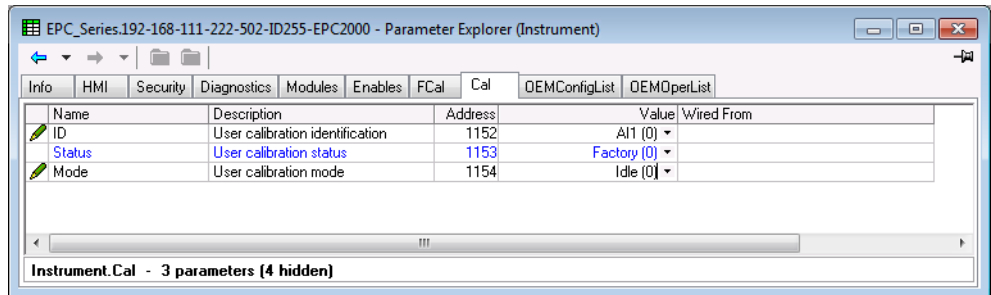 EPC_Series.192-168-111-222-502-ID255-EPC2000 - Parameter Explorer (Instrument)
Info HMI Security Diagnostics Modules Enables FCal Cal OEMConfigList OEMOperList
Name Description Address Value Wired From
ID User calibration identification 1152 AI1 (0)
Status User calibration status 1153 Factory (0)
Mode User calibration mode 1154 Idle (0)
Instrument.Cal - 3 parameters (4 hidden)